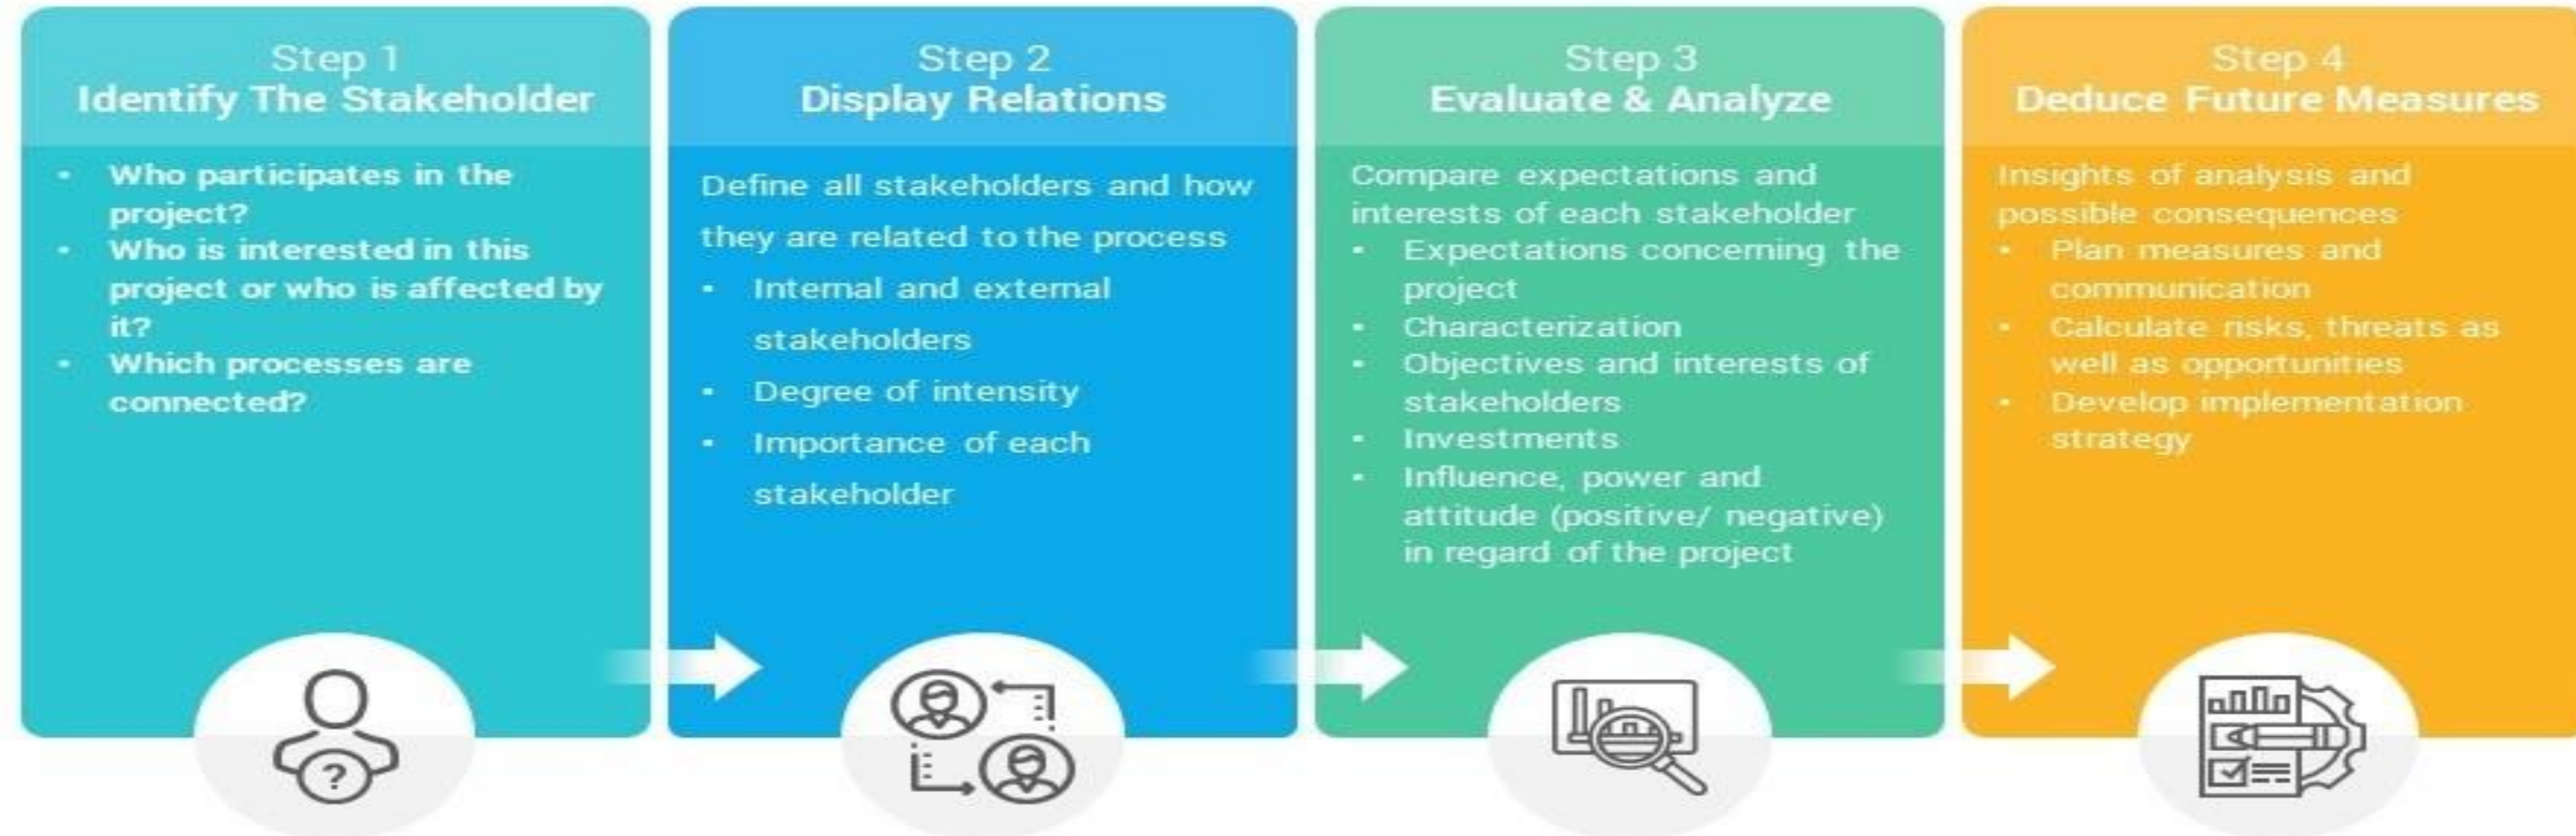 Step 1
Identify The Stakeholder
• Who participates in the
project?
• Who is interested in this
project or who is affected by
it?
• Which processes are
connected?
?
Step 2
Display Relations
Define all stakeholders and how
they are related to the process
• Internal and external
stakeholders
• Degree of intensity
• Importance of each
stakeholder
Step 3
Evaluate & Analyze
Compare expectations and
interests of each stakeholder
• Expectations concerning the
project
• Characterization
• Objectives and interests of
stakeholders
• Investments
• Influence, power and
attitude (positive/ negative)
in regard of the project
Step 4
Deduce Future Measures
Insights of analysis and
possible consequences
• Plan measures and
communication
• Calculate risks, threats as
well as opportunities
• Develop implementation
strategy